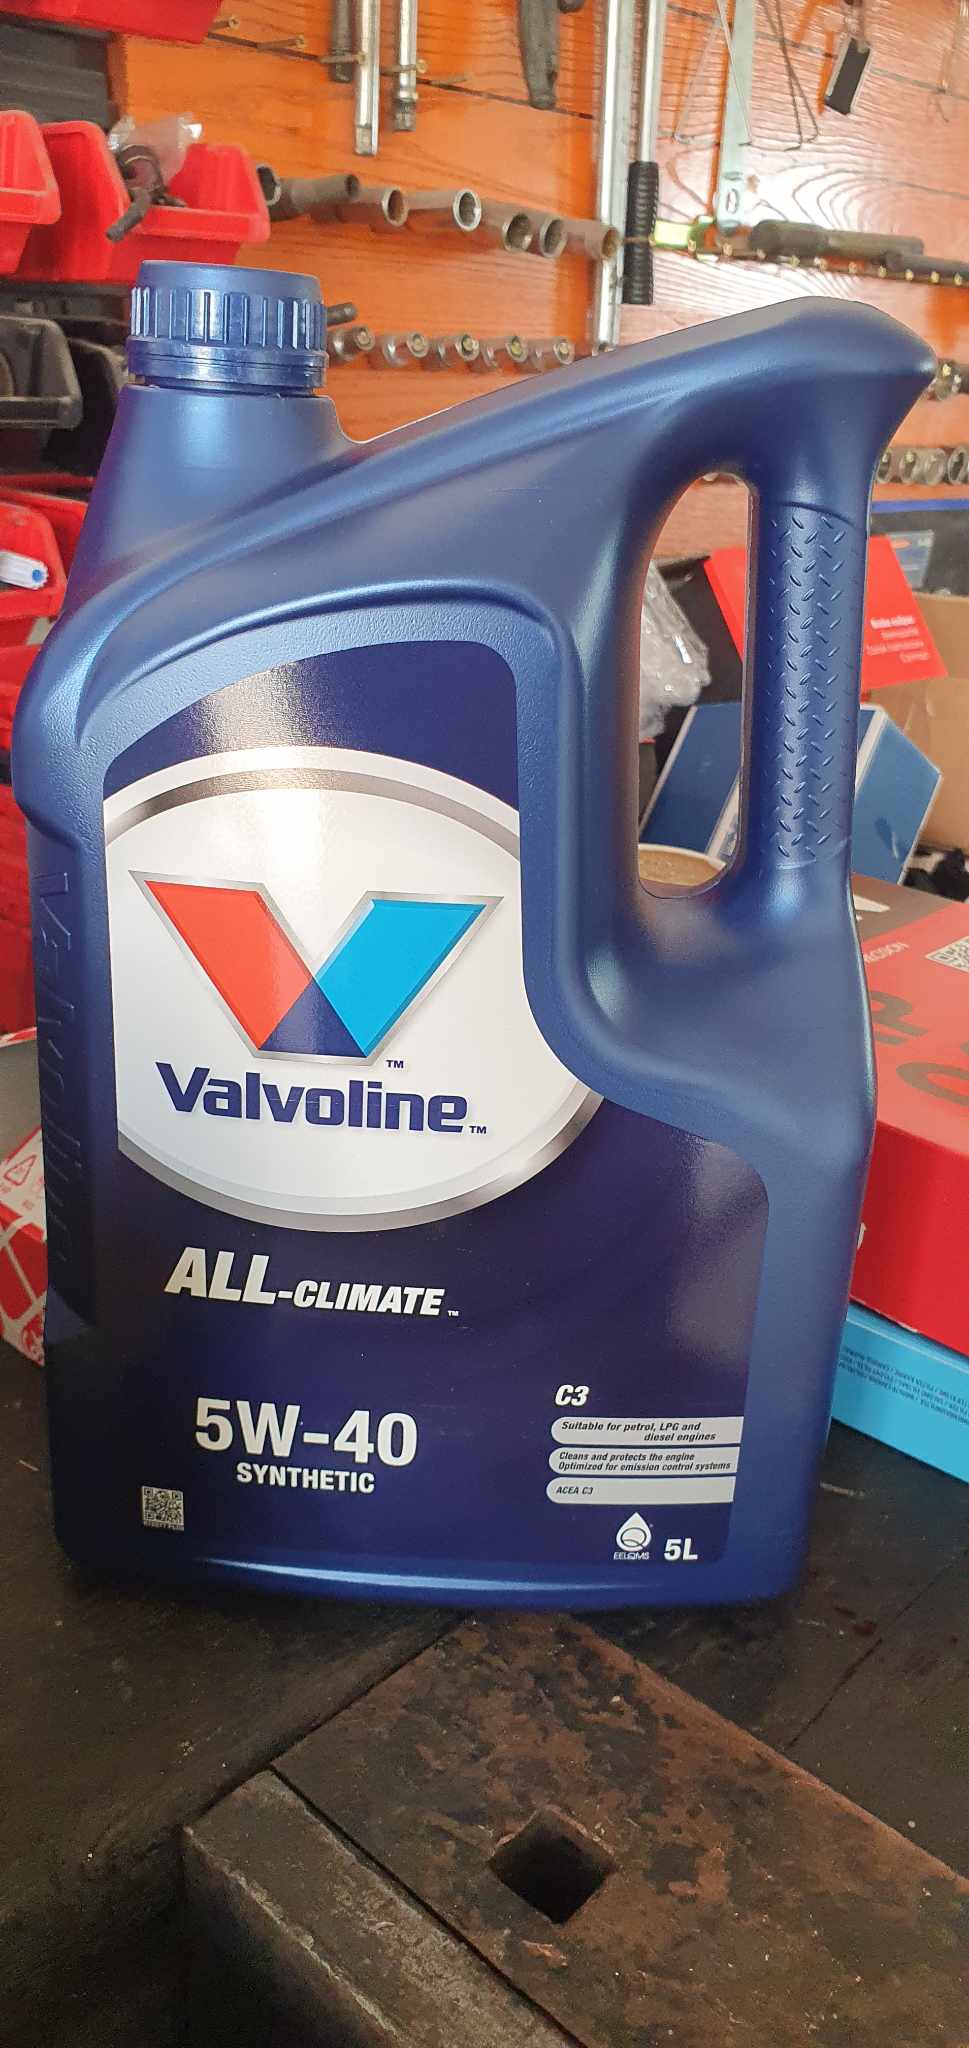 Valvoline™
ALL-CLIMATE™
5W-40
SYNTHETIC
C3
Suitable for petrol, LPG and
diesel engines
Cleans and protects the engine
Optimized for emission control systems
ACEA C3
EELQMS
5L